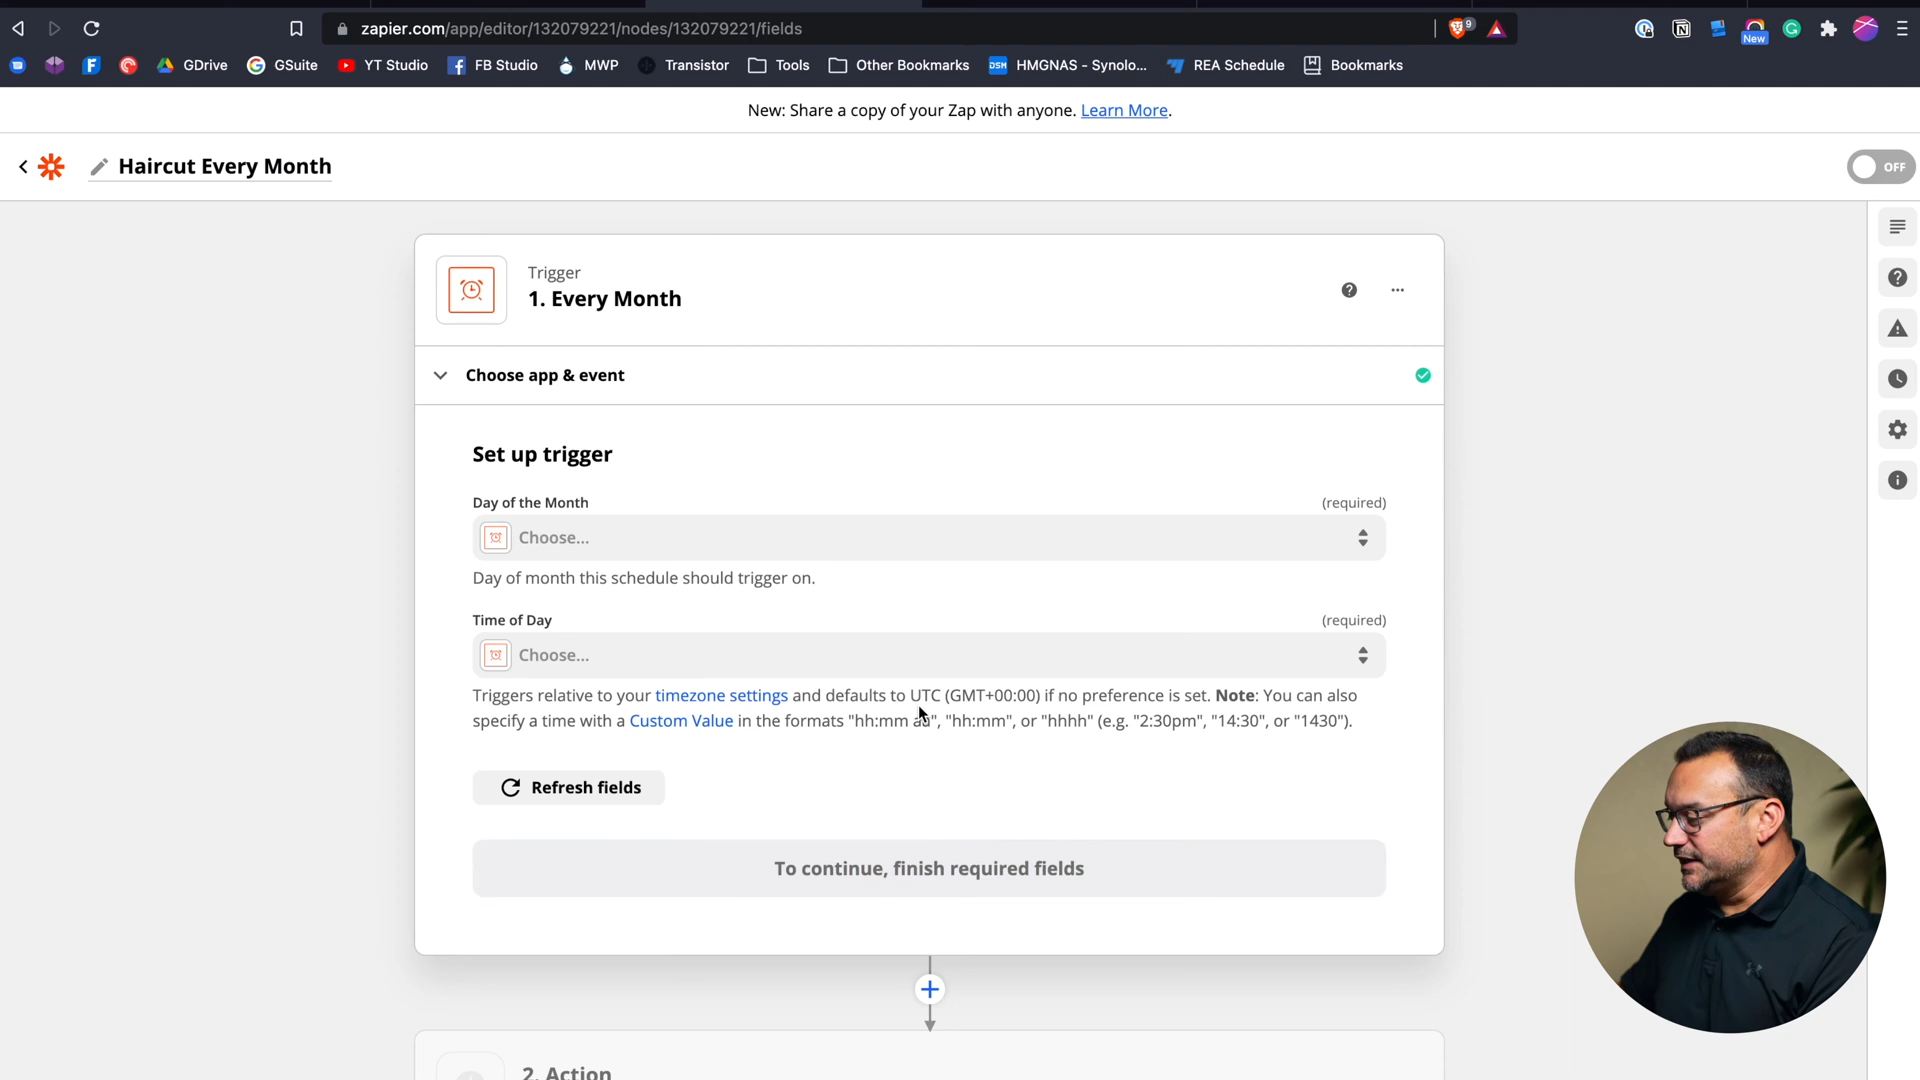 zapier.com/app/editor/132079221/nodes/132079221/fields
9
New
GDrive
GSuite
YT Studio
FB Studio
MWP
Transistor
Tools
Other Bookmarks
DSM
HMGNAS - Synolo...
REA Schedule
Bookmarks
New: Share a copy of your Zap with anyone. Learn More.
Haircut Every Month
OFF
Trigger
1. Every Month
Choose app & event
Set up trigger
Day of the Month
(required)
Choose...
Day of month this schedule should trigger on.
Time of Day
(required)
Choose...
Triggers relative to your timezone settings and defaults to UTC (GMT+00:00) if no preference is set. Note: You can also
specify a time with a Custom Value in the formats "hh:mm ", "hh:mm", or "hhhh" (e.g. "2:30pm", "14:30", or "1430").
Refresh fields
To continue, finish required fields
2. Action